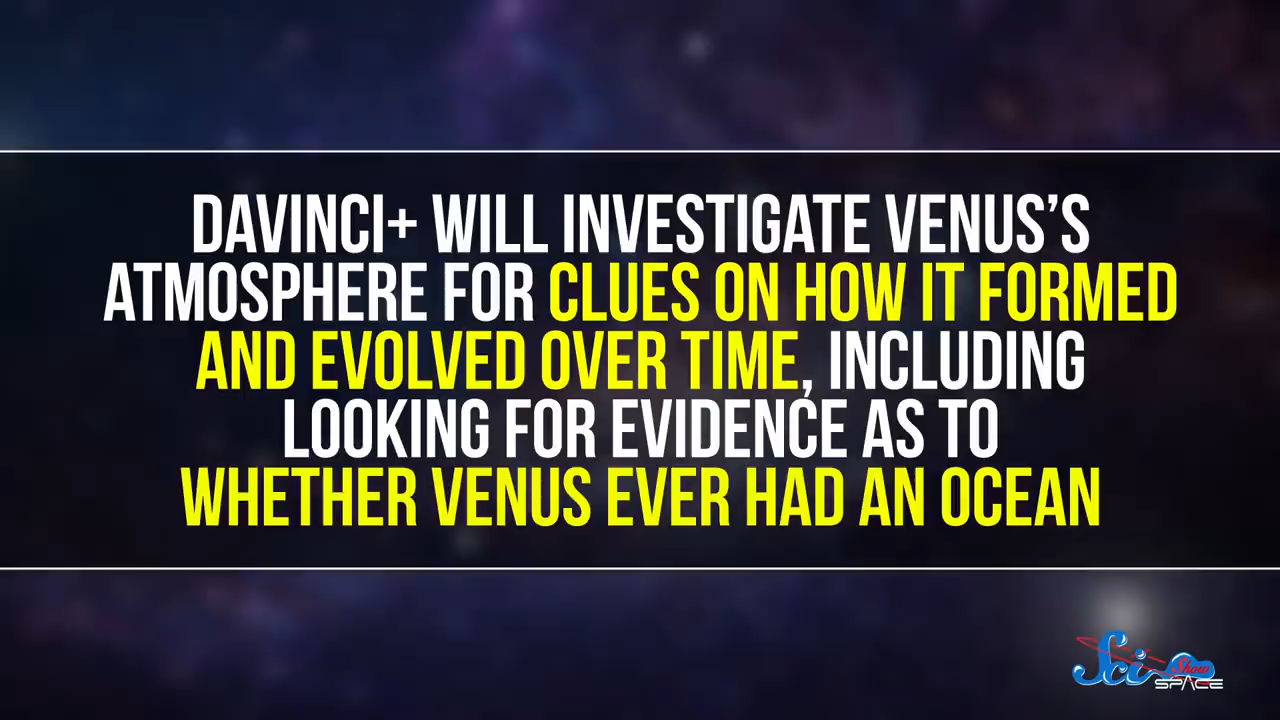 DAVINCI+ WILL INVESTIGATE VENUS'S
ATMOSPHERE FOR CLUES ON HOW IT FORMED
AND EVOLVED OVER TIME, INCLUDING
LOOKING FOR EVIDENCE AS TO
WHETHER VENUS EVER HAD AN OCEAN
Sci Show
SPACE